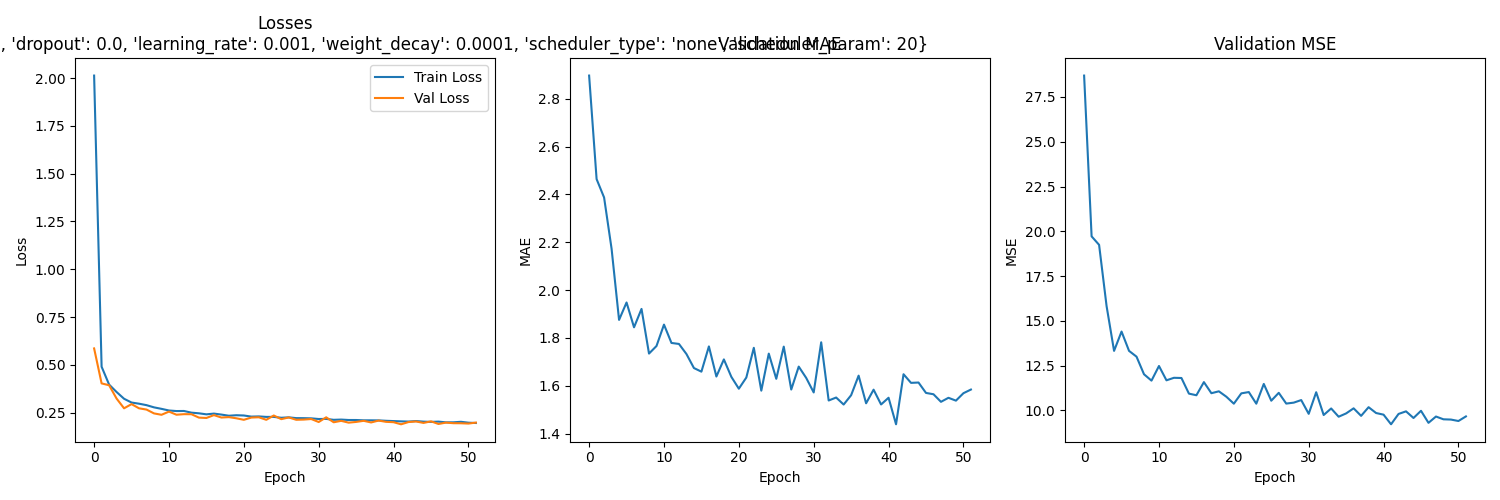 Losses
, 'dropout': 0.0, 'learning_rate': 0.001, 'weight_decay': 0.0001, 'scheduler_type': 'none', 'scheduler_param': 20}
Validation MAE
Validation MSE
Train Loss
Val Loss
2.00
1.75
1.50
1.25
1.00
0.75
0.50
0.25
Loss
0 10 20 30 40 50
Epoch
2.8
2.6
2.4
2.2
2.0
1.8
1.6
1.4
MAE
0 10 20 30 40 50
Epoch
27.5
25.0
22.5
20.0
17.5
15.0
12.5
10.0
MSE
0 10 20 30 40 50
Epoch